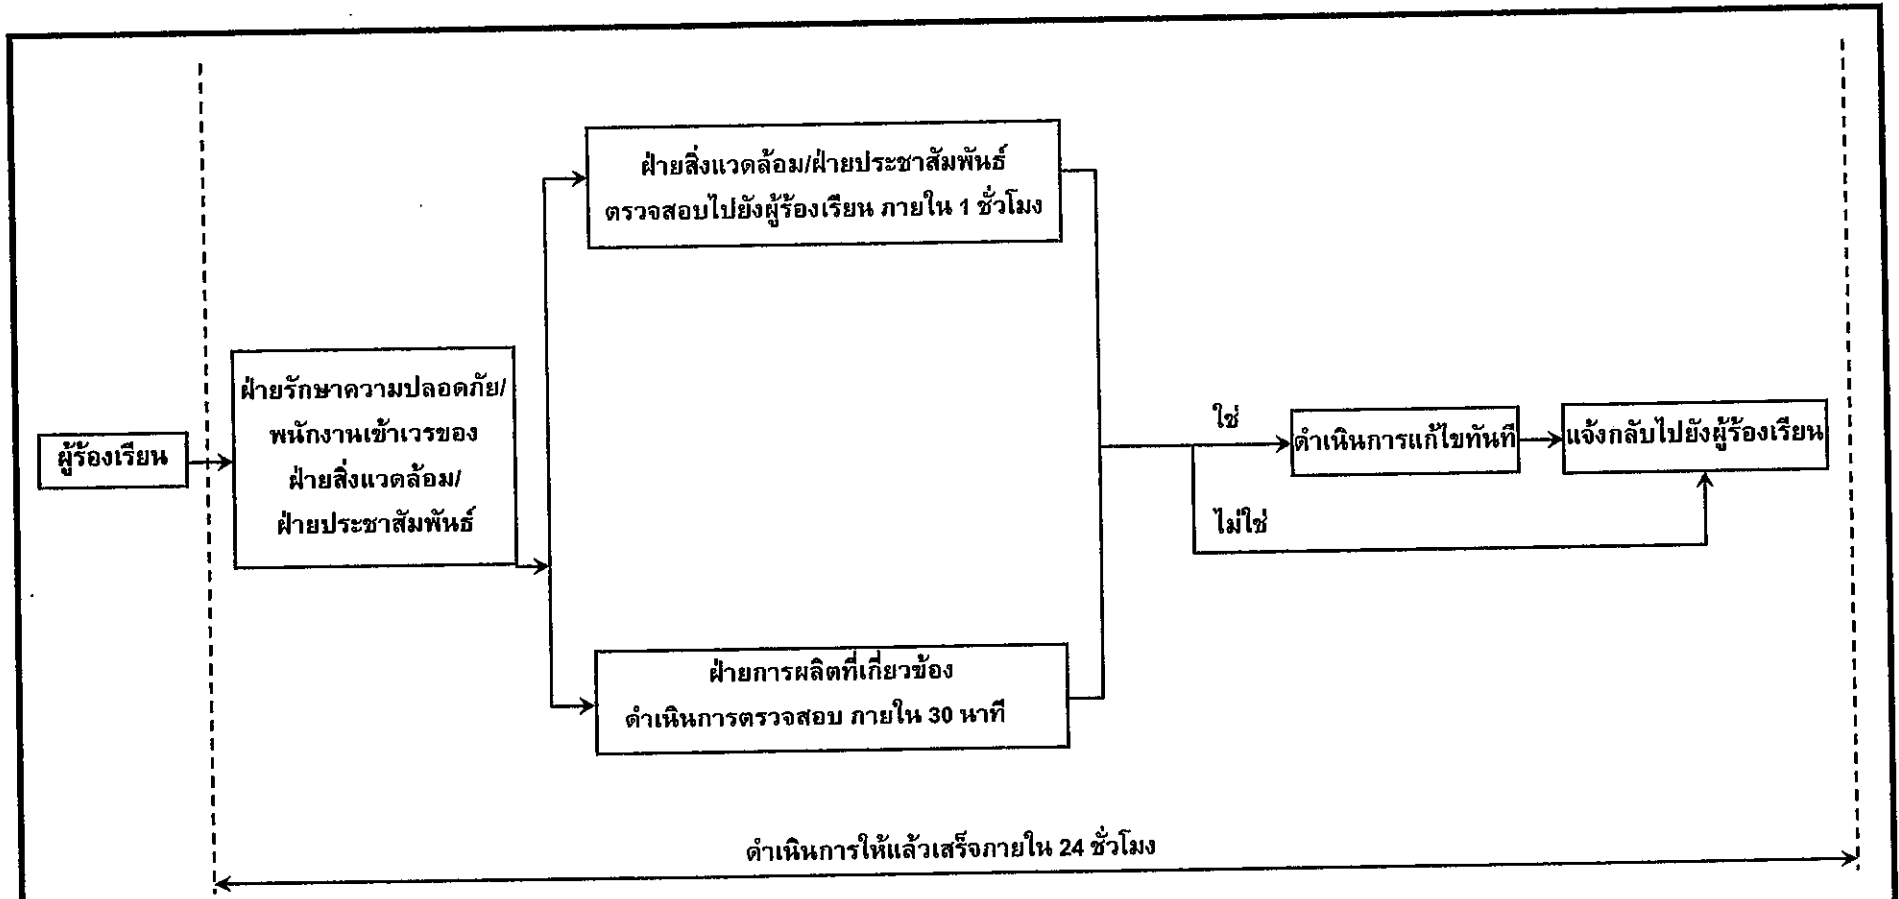 ผู้ร้องเรียน
ฝ่ายรักษาความปลอดภัย/
พนักงานเข้าเวรของ
ฝ่ายสิ่งแวดล้อม/
ฝ่ายประชาสัมพันธ์
ฝ่ายสิ่งแวดล้อม/ฝ่ายประชาสัมพันธ์
ตรวจสอบไปยังผู้ร้องเรียน ภายใน 1 ชั่วโมง
ฝ่ายการผลิตที่เกี่ยวข้อง
ดำเนินการตรวจสอบ ภายใน 30 นาที
ใช่
ดำเนินการแก้ไขทันที
แจ้งกลับไปยังผู้ร้องเรียน
ไม่ใช่
ดำเนินการให้แล้วเสร็จภายใน 24 ชั่วโมง